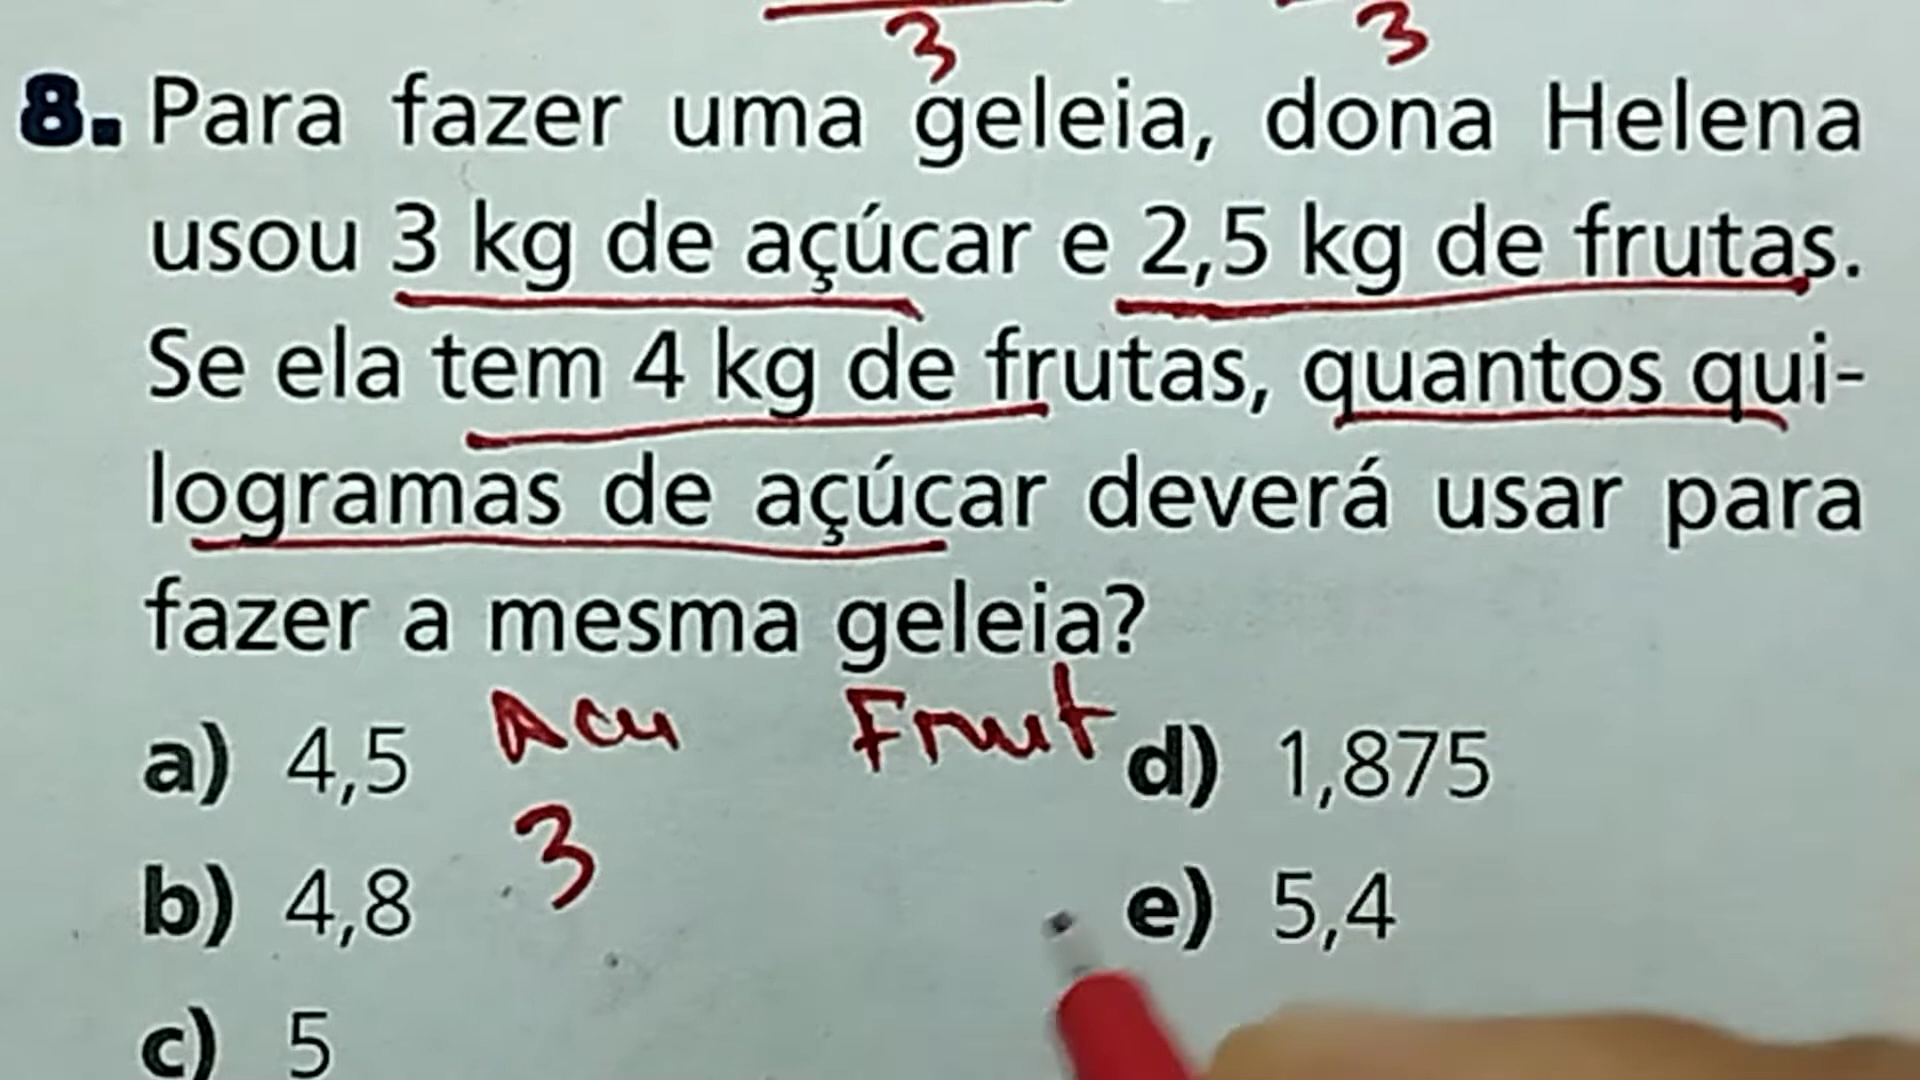 3 3
8. Para fazer uma geleia, dona Helena
usou 3 kg de açúcar e 2,5 kg de frutas.
Se ela tem 4 kg de frutas, quantos qui-
logramas de açúcar deverá usar para
fazer a mesma geleia?
Acu Frut
a) 4,5 d) 1,875
3
b) 4,8 e) 5,4
c) 5